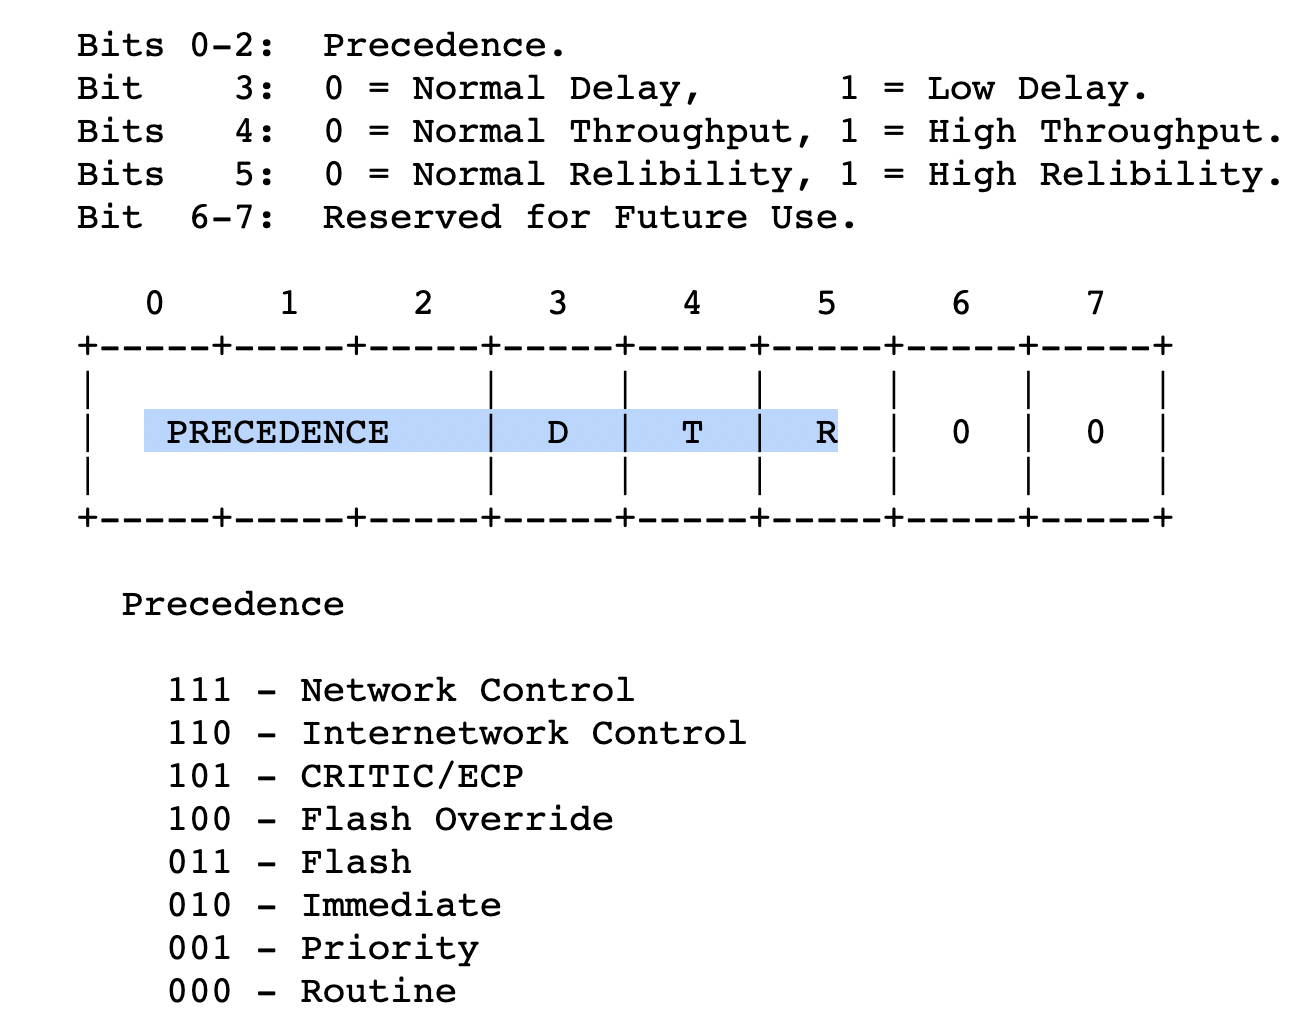 Bits 0-2:  Precedence.
Bit    3:  0 = Normal Delay,      1 = Low Delay.
Bits   4:  0 = Normal Throughput, 1 = High Throughput.
Bits   5:  0 = Normal Relibility, 1 = High Relibility.
Bit  6-7:  Reserved for Future Use.
0     1     2     3     4     5     6     7
+-----+-----+-----+-----+-----+-----+-----+-----+
|                 |     |     |     |     |     |
|   PRECEDENCE    |  D  |  T  |  R  |  0  |  0  |
|                 |     |     |     |     |     |
+-----+-----+-----+-----+-----+-----+-----+-----+
Precedence
111 - Network Control
110 - Internetwork Control
101 - CRITIC/ECP
100 - Flash Override
011 - Flash
010 - Immediate
001 - Priority
000 - Routine